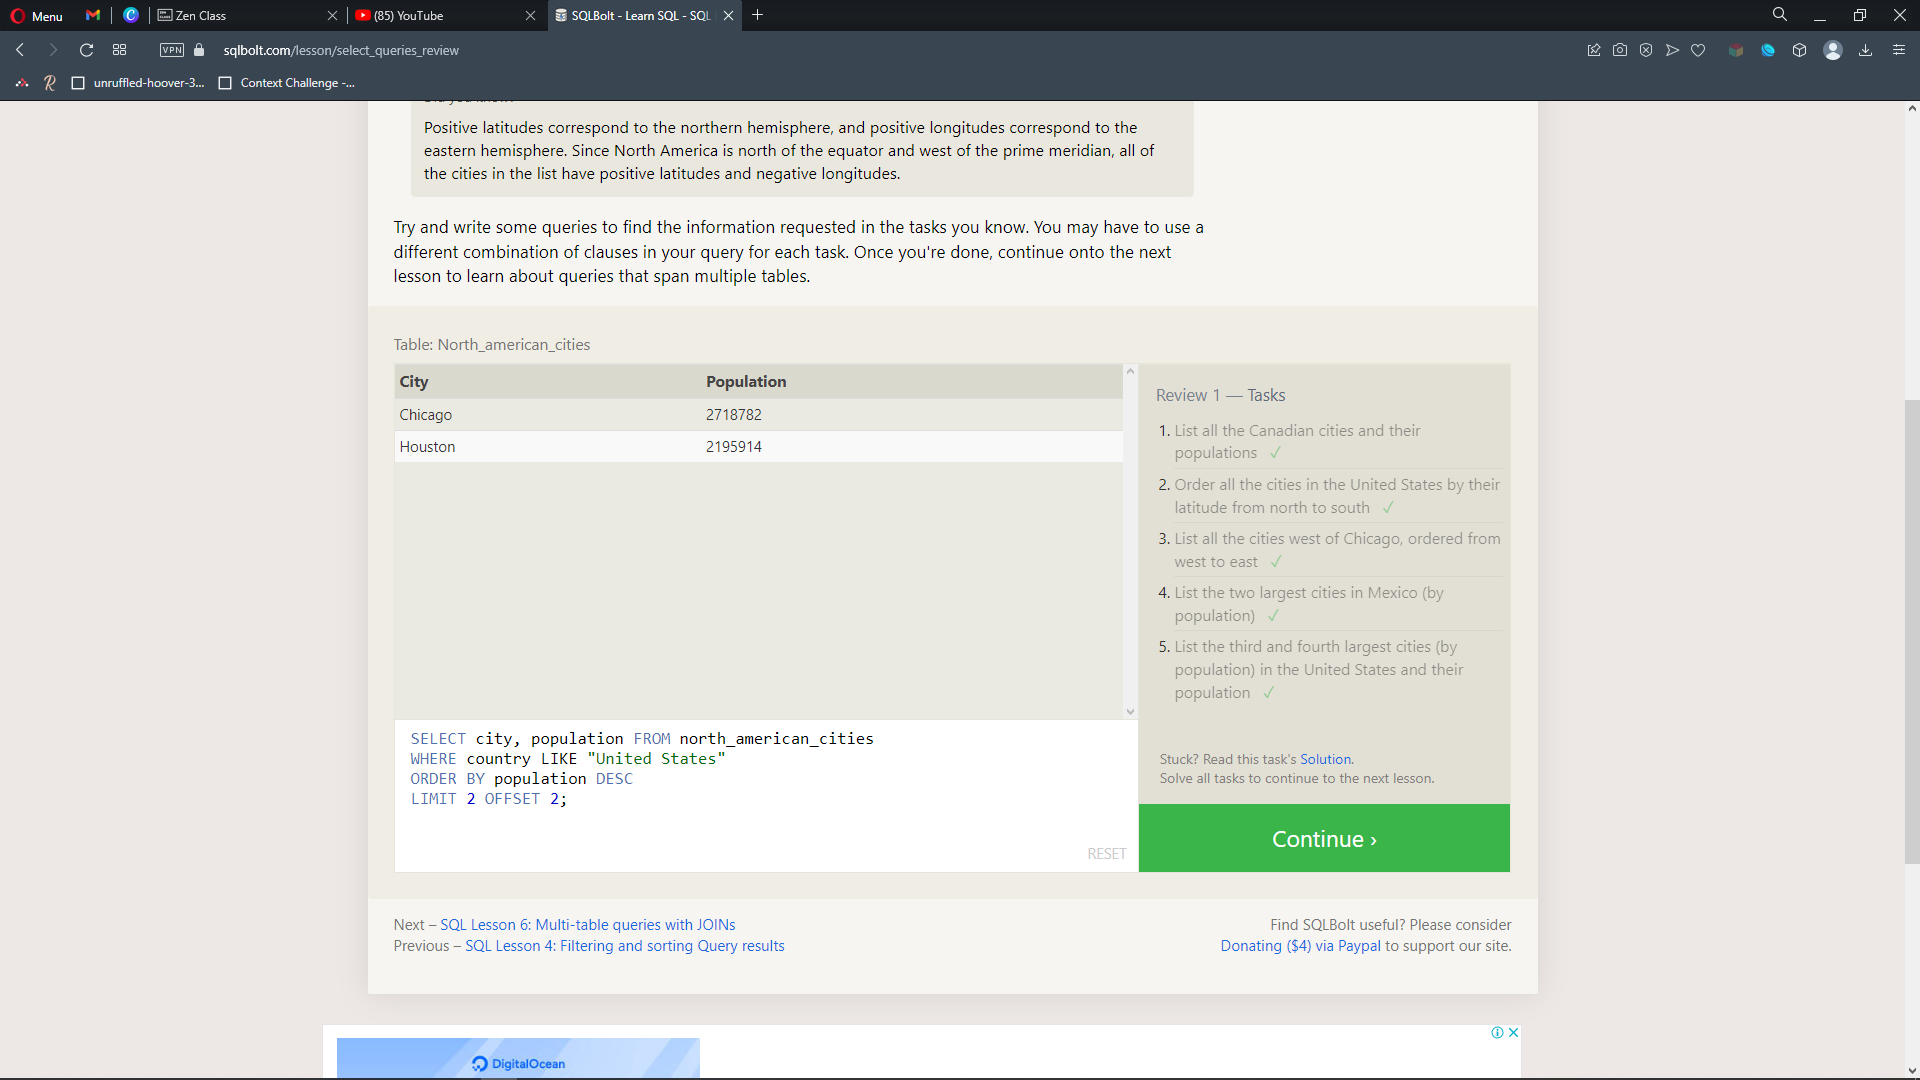 Menu
Zen Class
(85) YouTube
SQLBolt - Learn SQL - SQL
VPN
sqlbolt.com/lesson/select_queries_review
unruffled-hoover-3...
Context Challenge -...
Positive latitudes correspond to the northern hemisphere, and positive longitudes correspond to the
eastern hemisphere. Since North America is north of the equator and west of the prime meridian, all of
the cities in the list have positive latitudes and negative longitudes.
Try and write some queries to find the information requested in the tasks you know. You may have to use a
different combination of clauses in your query for each task. Once you're done, continue onto the next
lesson to learn about queries that span multiple tables.
Table: North_american_cities
City Population
Chicago 2718782
Houston 2195914
SELECT city, population FROM north_american_cities
WHERE country LIKE "United States"
ORDER BY population DESC
LIMIT 2 OFFSET 2;
RESET
Review 1 — Tasks
1. List all the Canadian cities and their
populations ✓
2. Order all the cities in the United States by their
latitude from north to south ✓
3. List all the cities west of Chicago, ordered from
west to east ✓
4. List the two largest cities in Mexico (by
population) ✓
5. List the third and fourth largest cities (by
population) in the United States and their
population ✓
Stuck? Read this task's Solution.
Solve all tasks to continue to the next lesson.
Continue ›
Next – SQL Lesson 6: Multi-table queries with JOINs
Previous – SQL Lesson 4: Filtering and sorting Query results
Find SQLBolt useful? Please consider
Donating ($4) via Paypal to support our site.
DigitalOcean